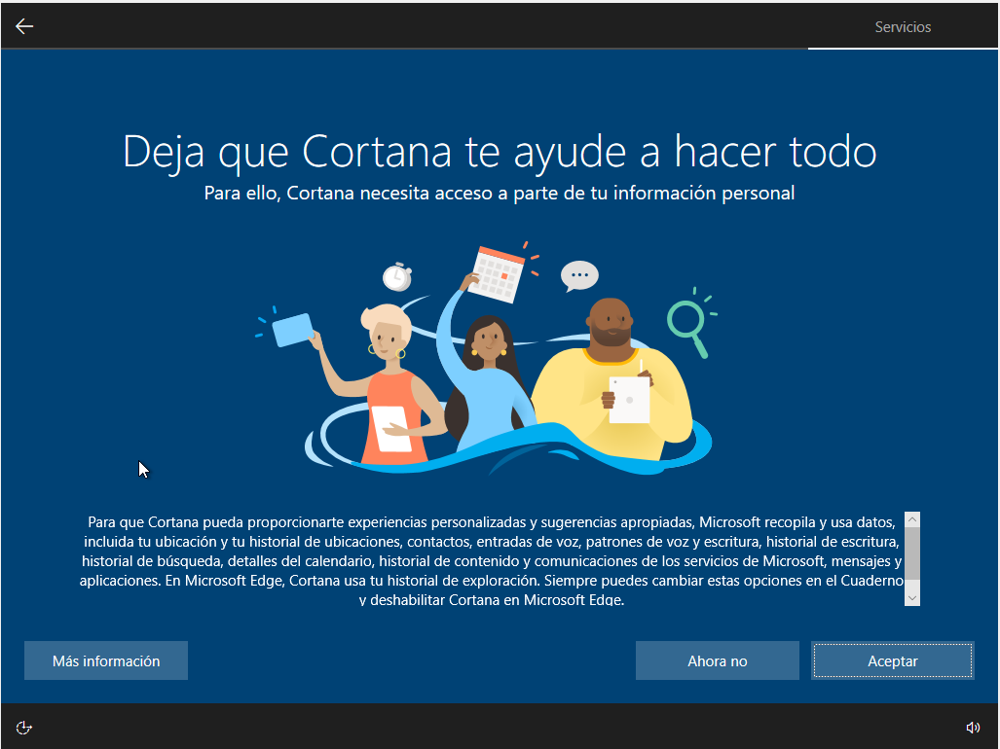 Servicios
Deja que Cortana te ayude a hacer todo
Para ello, Cortana necesita acceso a parte de tu información personal
Para que Cortana pueda proporcionarte experiencias personalizadas y sugerencias apropiadas, Microsoft recopila y usa datos,
incluida tu ubicación y tu historial de ubicaciones, contactos, entradas de voz, patrones de voz y escritura, historial de escritura,
historial de búsqueda, detalles del calendario, historial de contenido y comunicaciones de los servicios de Microsoft, mensajes y
aplicaciones. En Microsoft Edge, Cortana usa tu historial de exploración. Siempre puedes cambiar estas opciones en el Cuaderno
y deshabilitar Cortana en Microsoft Edge.
Más información
Ahora no
Aceptar